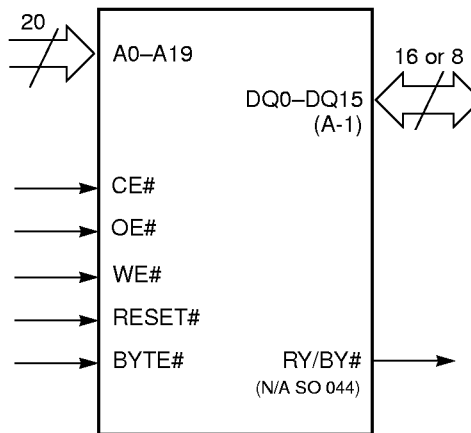 20
A0–A19
16 or 8
DQ0–DQ15
(A-1)
CE#
OE#
WE#
RESET#
BYTE#
RY/BY#
(N/A SO 044)